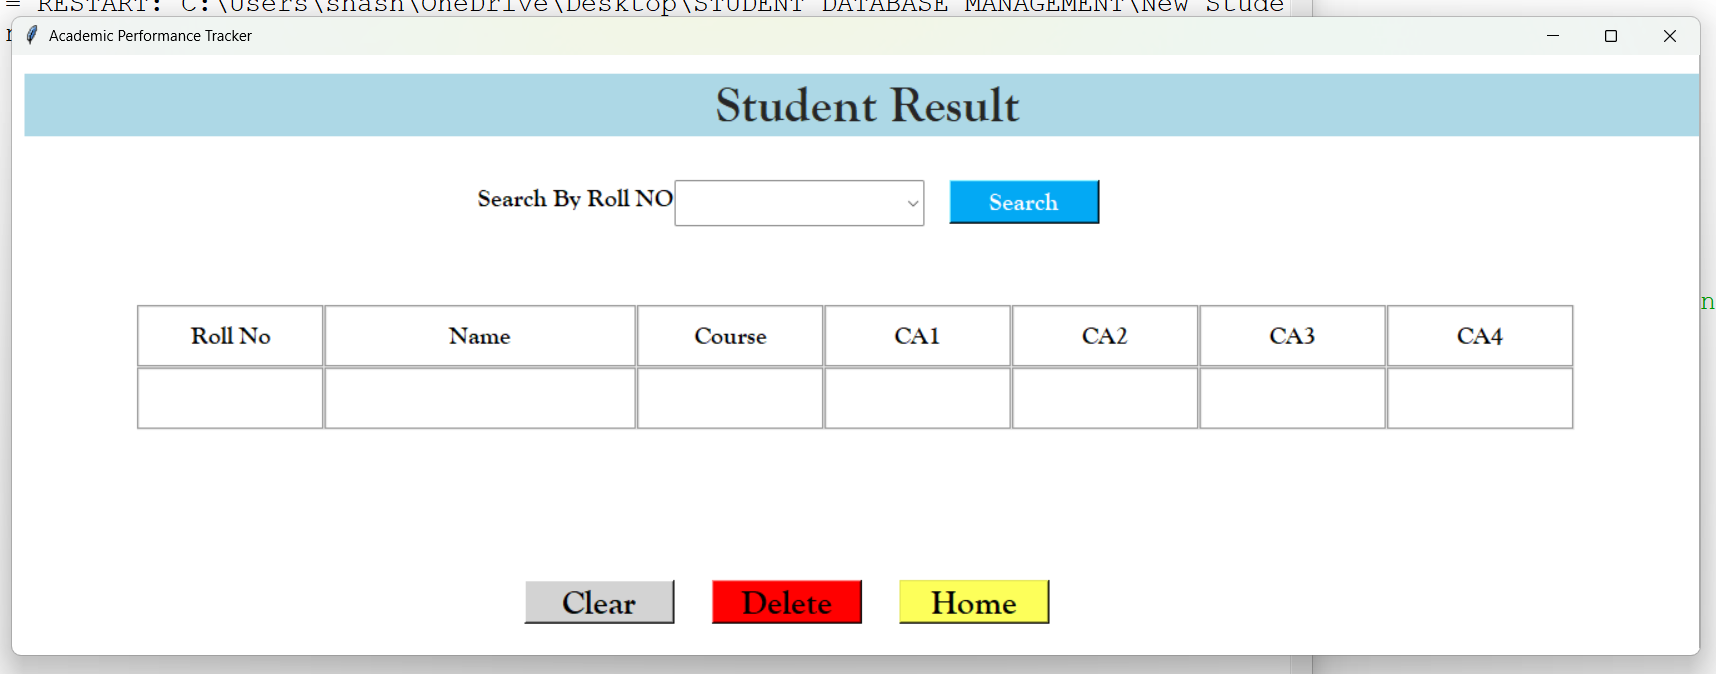 = RESTART: C:\Users\shash\OneDrive\Desktop\STUDENT DATABASE MANAGEMENT\New Stude
Academic Performance Tracker
Student Result
Search By Roll NO
Search
Roll No Name Course CA1 CA2 CA3 CA4
Clear Delete Home